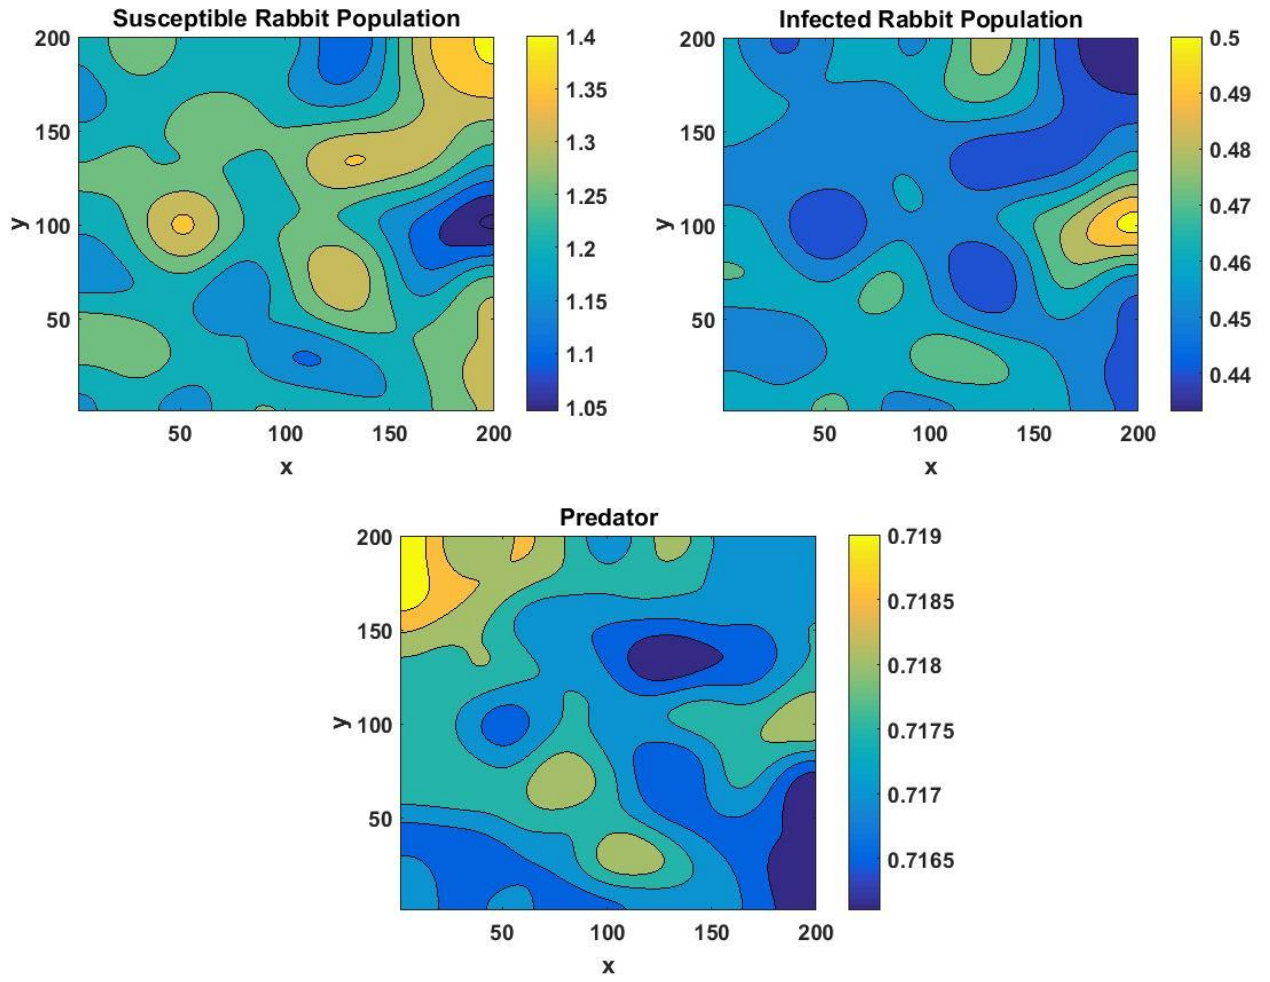 Susceptible Rabbit Population
200
150
100
50
y
50 100 150 200
x
1.4
1.35
1.3
1.25
1.2
1.15
1.1
1.05
Infected Rabbit Population
200
150
100
50
y
50 100 150 200
x
0.5
0.49
0.48
0.47
0.46
0.45
0.44
Predator
200
150
100
50
y
50 100 150 200
x
0.719
0.7185
0.718
0.7175
0.717
0.7165